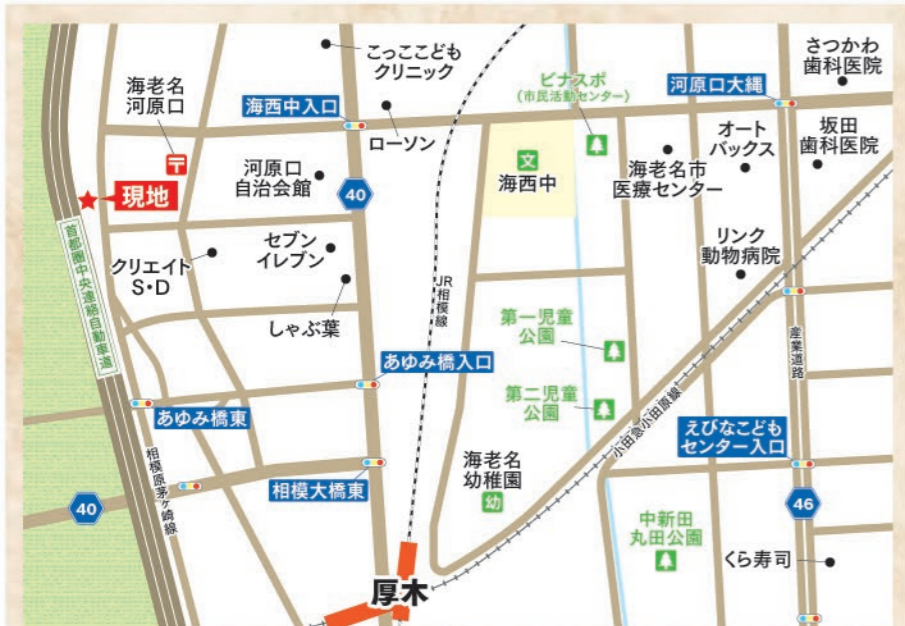 こっここども
クリニック
さつかわ
歯科医院
海老名
河原口
ビナスポ
(市民活動センター)
河原口大縄
海西中入口
ローソン
オート
バックス
坂田
歯科医院
〒
河原口
自治会館
文
海西中
海老名市
医療センター
40
現地
首都圏中央連絡自動車道
クリエイト
S・D
セブン
イレブン
しゃぶ葉
JR相模線
リンク
動物病院
第一児童
公園
産業道路
あゆみ橋入口
あゆみ橋東
第二児童
公園
小田急小田原線
えびなこども
センター入口
相模原茅ヶ崎線
海老名
幼稚園
幼
相模大橋東
40
46
中新田
丸田公園
くら寿司
厚木